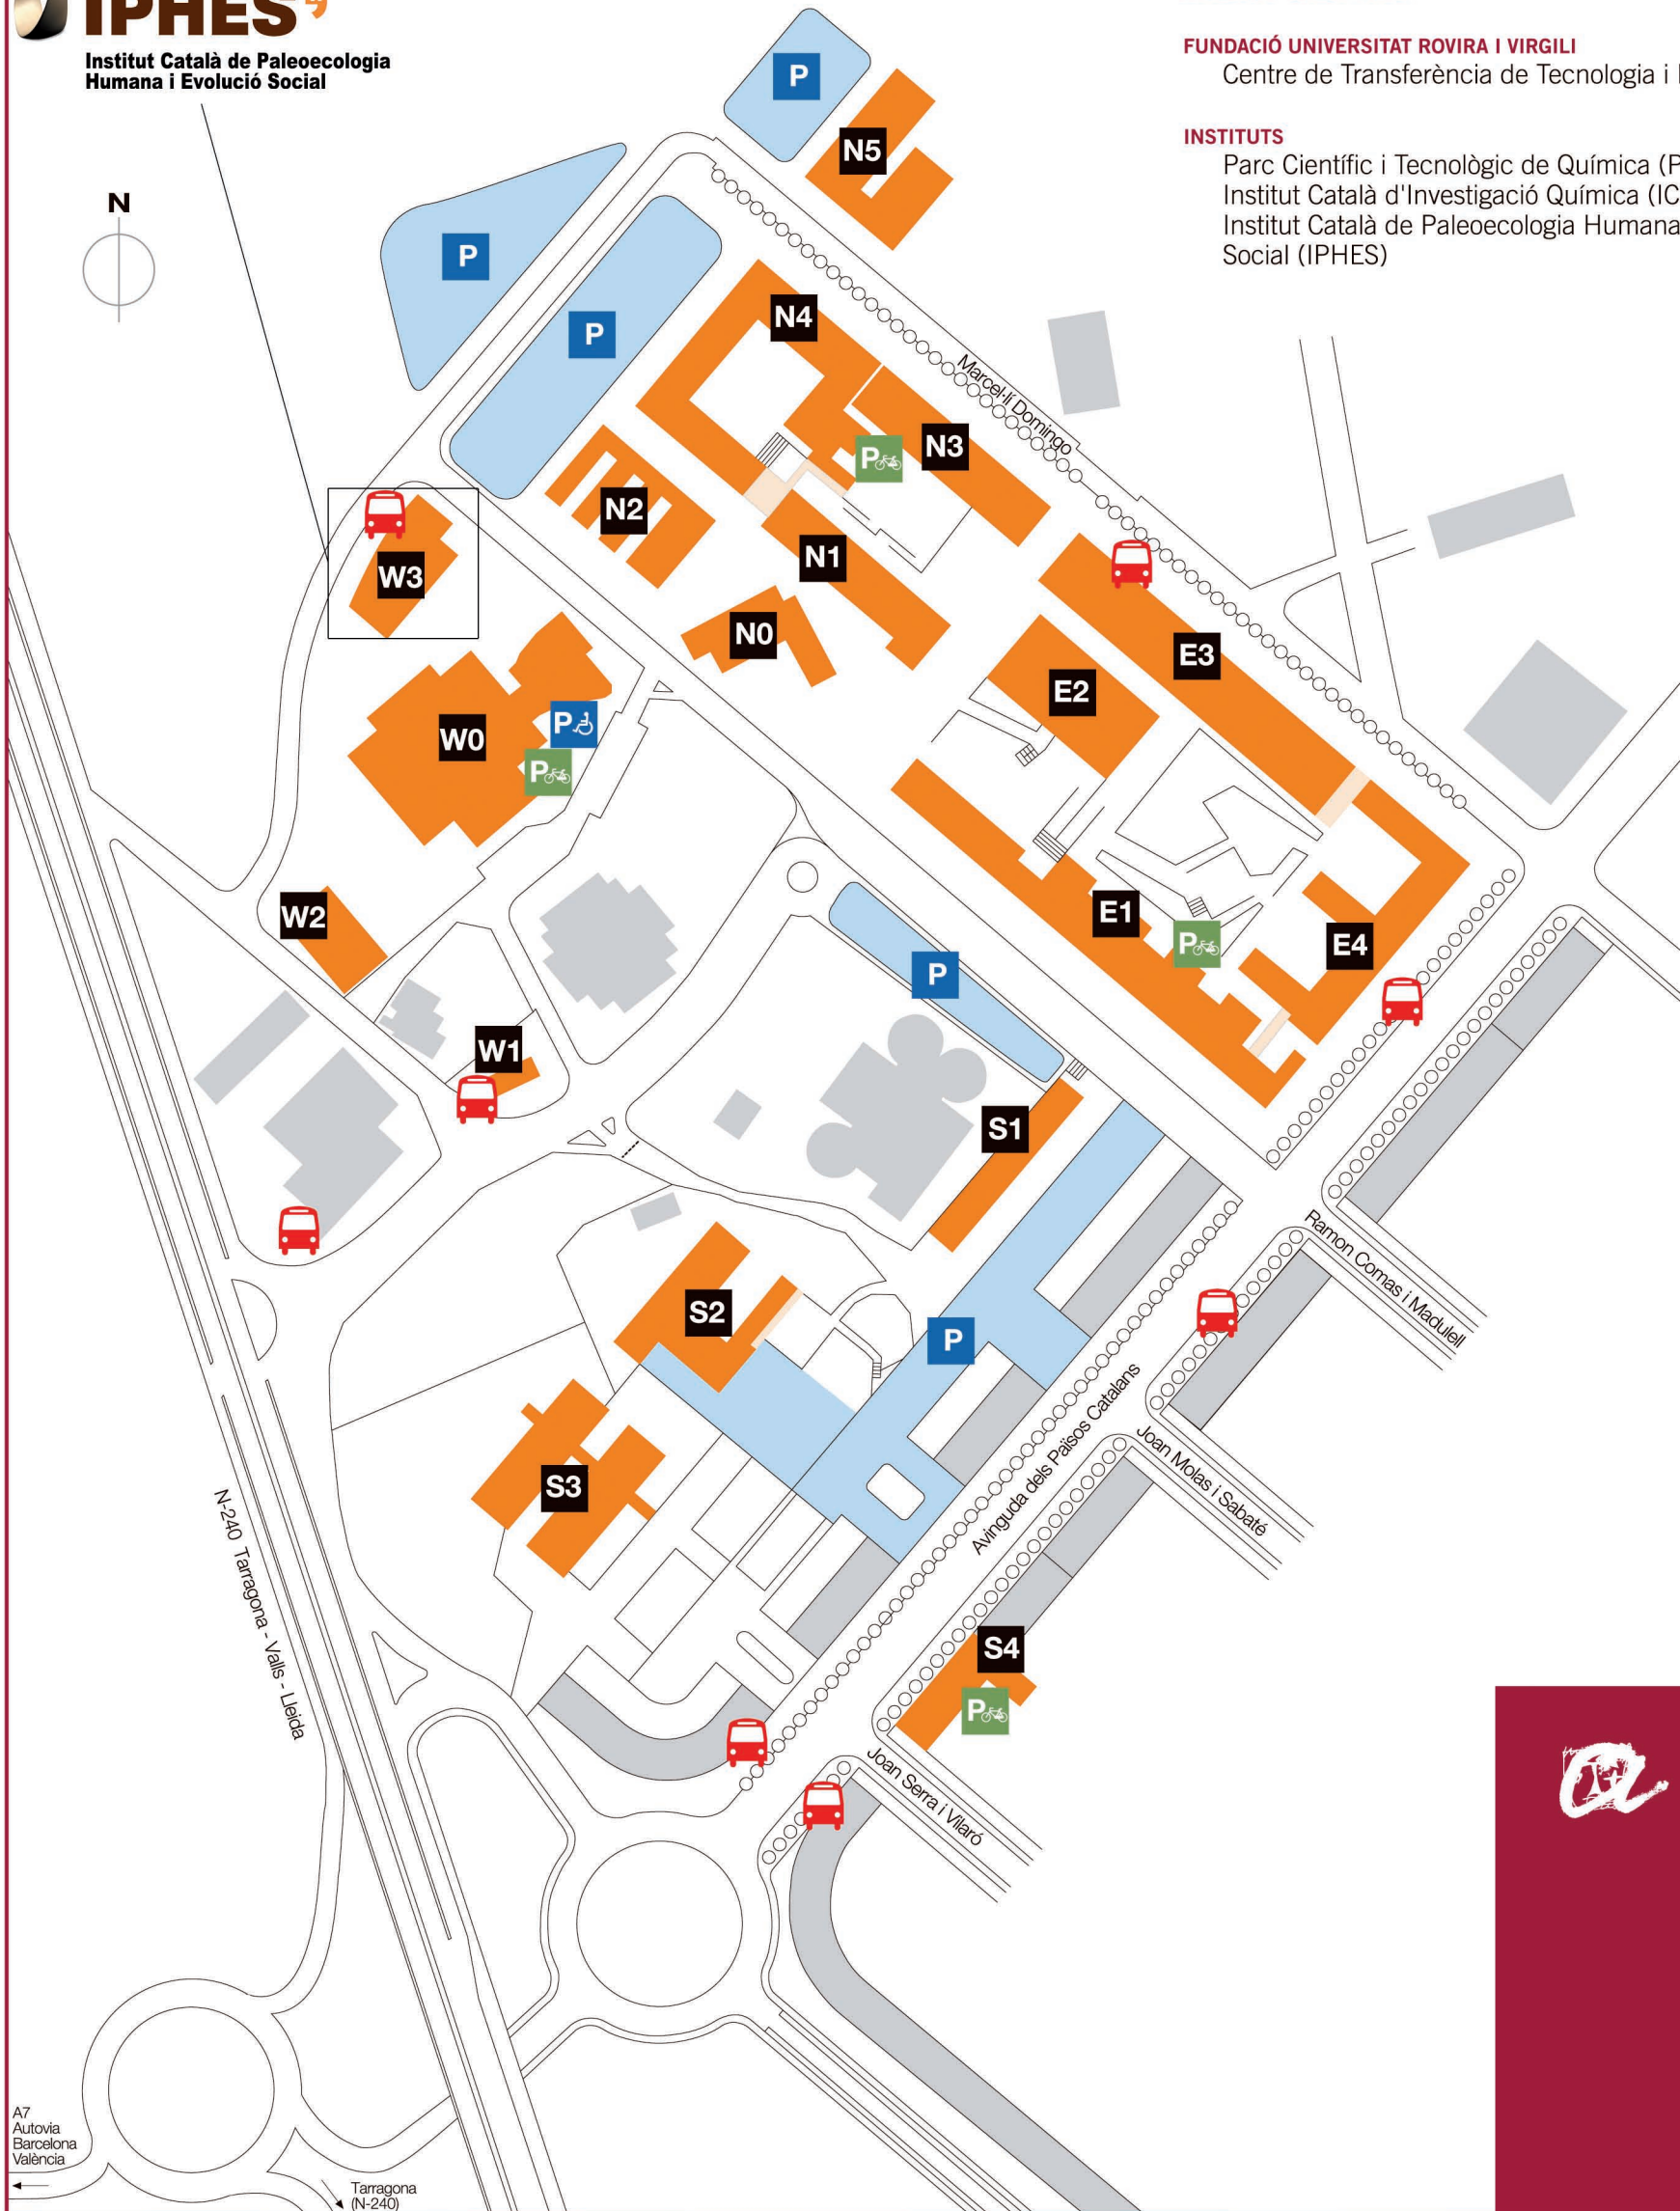 IPHES
Institut Català de Paleoecologia
Humana i Evolució Social
FUNDACIÓ UNIVERSITAT ROVIRA I VIRGILI
Centre de Transferència de Tecnologia i
INSTITUTS
Parc Científic i Tecnològic de Química (P
Institut Català d'Investigació Química (IC
Institut Català de Paleoecologia Humana
Social (IPHES)
N
P
N5
P
P
N4
Marcel·lí Domingo
N3
P
N2
N1
W3
N0
E3
E2
P
W0
P
W2
E1
P
E4
P
W1
S1
Ramon Comas i Madulell
S2
P
Avinguda dels Països Catalans
Joan Molas i Sabaté
S3
N-240 Tarragona - Valls - Lleida
S4
P
Joan Serra i Vilaró
A7
Autovia
Barcelona
València
Tarragona
(N-240)